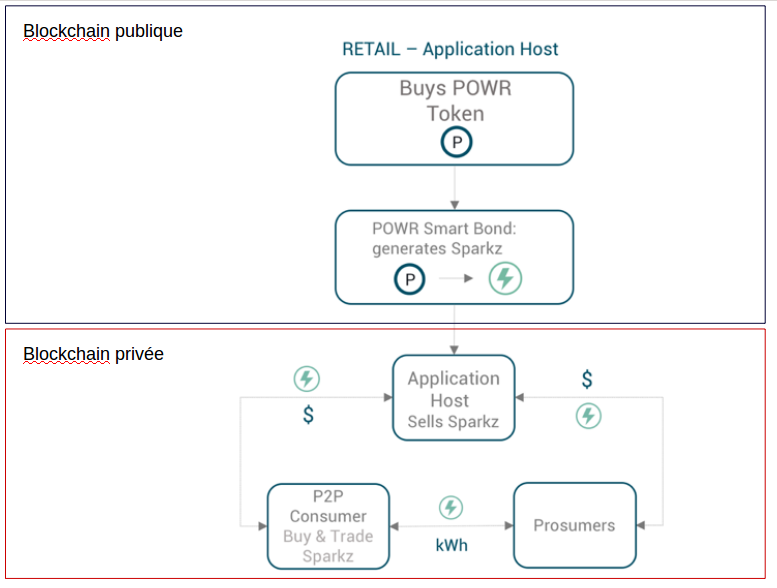 Blockchain publique
RETAIL – Application Host
Buys POWR
Token
P
POWR Smart Bond:
generates Sparkz
P
Blockchain privée
Application
Host
Sells Sparkz
$
$
P2P
Consumer
Buy & Trade
Sparkz
kWh
Prosumers